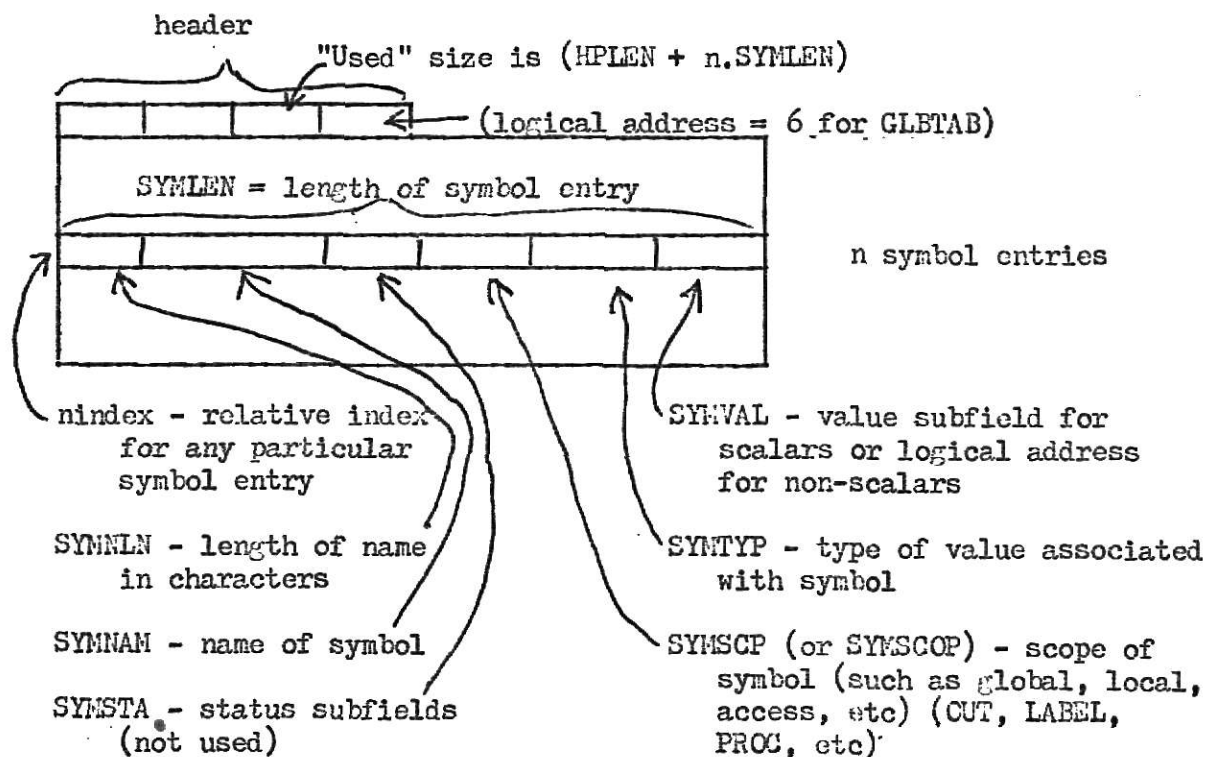 header
"Used" size is (HPLEN + n.SYMLEN)
(logical address = 6 for GLBTAB)
SYMLEN = length of symbol entry
n symbol entries
nindex - relative index
for any particular
symbol entry
SYMNLN - length of name
in characters
SYMNAM - name of symbol
SYMSTA - status subfields
(not used)
SYMVAL - value subfield for
scalars or logical address
for non-scalars
SYMTYP - type of value associated
with symbol
SYMSCP (or SYMSCOP) - scope of
symbol (such as global, local,
access, etc) (CUT, LABEL,
PROC, etc)